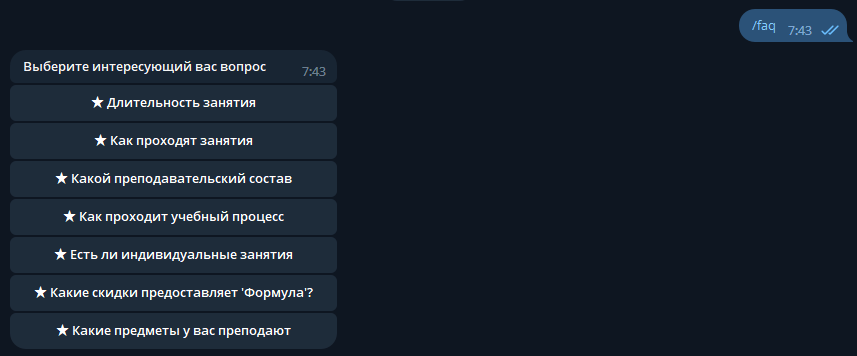 /faq 7:43
Выберите интересующий вас вопрос 7:43
★ Длительность занятия
★ Как проходят занятия
★ Какой преподавательский состав
★ Как проходит учебный процесс
★ Есть ли индивидуальные занятия
★ Какие скидки предоставляет 'Формула'?
★ Какие предметы у вас преподают